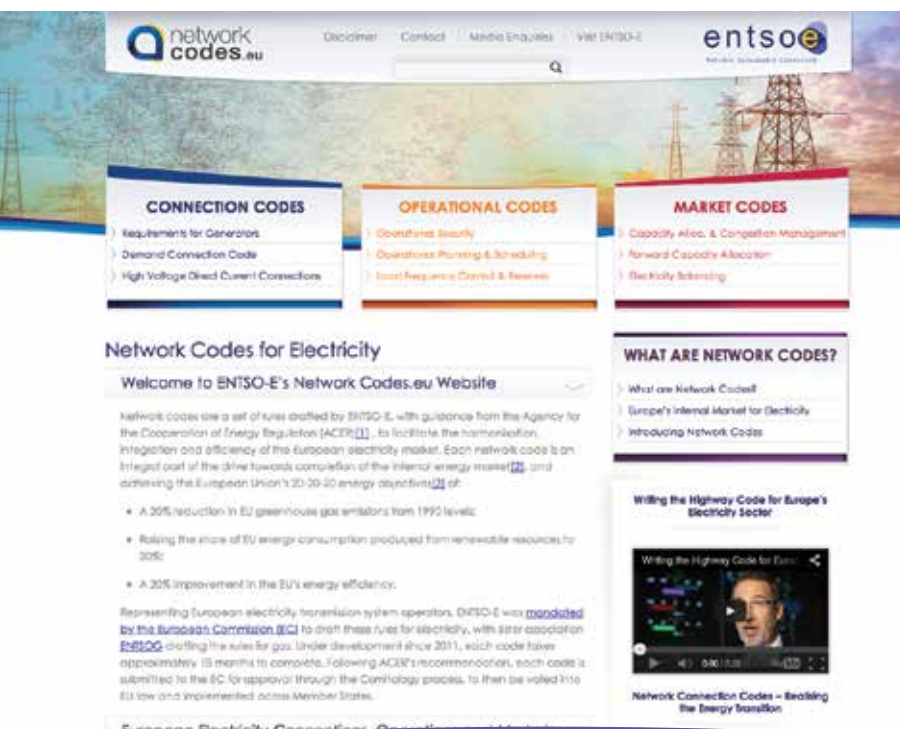 network
codes.eu
Disclaimer Contact Media Enquiries Visit ENTSO-E
entsoe
CONNECTION CODES
Requirements for Generators
Demand Connection Code
High Voltage Direct Current Connections
OPERATIONAL CODES
Operational Security
Operational Planning & Scheduling
Load Frequency Control & Reserves
MARKET CODES
Capacity Alloc. & Congestion Management
Forward Capacity Allocation
Electricity Balancing
Network Codes for Electricity
Welcome to ENTSO-E's Network Codes.eu Website
Network codes are a set of rules drafted by ENTSO-E, with guidance from the Agency for
the Cooperation of Energy Regulators (ACER)[1], to facilitate the harmonisation,
integration and efficiency of the European electricity market. Each network code is an
integral part of the drive towards completion of the internal energy market[2], and
achieving the European Union's 20-20-20 energy objectives[3] of:
• A 20% reduction in EU greenhouse gas emissions from 1990 levels;
• Raising the share of EU energy consumption produced from renewable resources to
20%;
• A 20% improvement in the EU's energy efficiency.
Representing European electricity transmission system operators, ENTSO-E was mandated
by the European Commission (EC) to draft these rules for electricity, with sister association
ENTSOG drafting the rules for gas. Under development since 2011, each code takes
approximately 18 months to complete. Following ACER's recommendation, each code is
submitted to the EC for approval through the Comitology process, to then be voted into
EU law and implemented across Member States.
WHAT ARE NETWORK CODES?
What are Network Codes?
Europe's Internal Market for Electricity
Introducing Network Codes
Writing the Highway Code for Europe's
Electricity Sector
Writing the Highway Code for Euro
0:00
Network Connection Codes – Realising
the Energy Transition